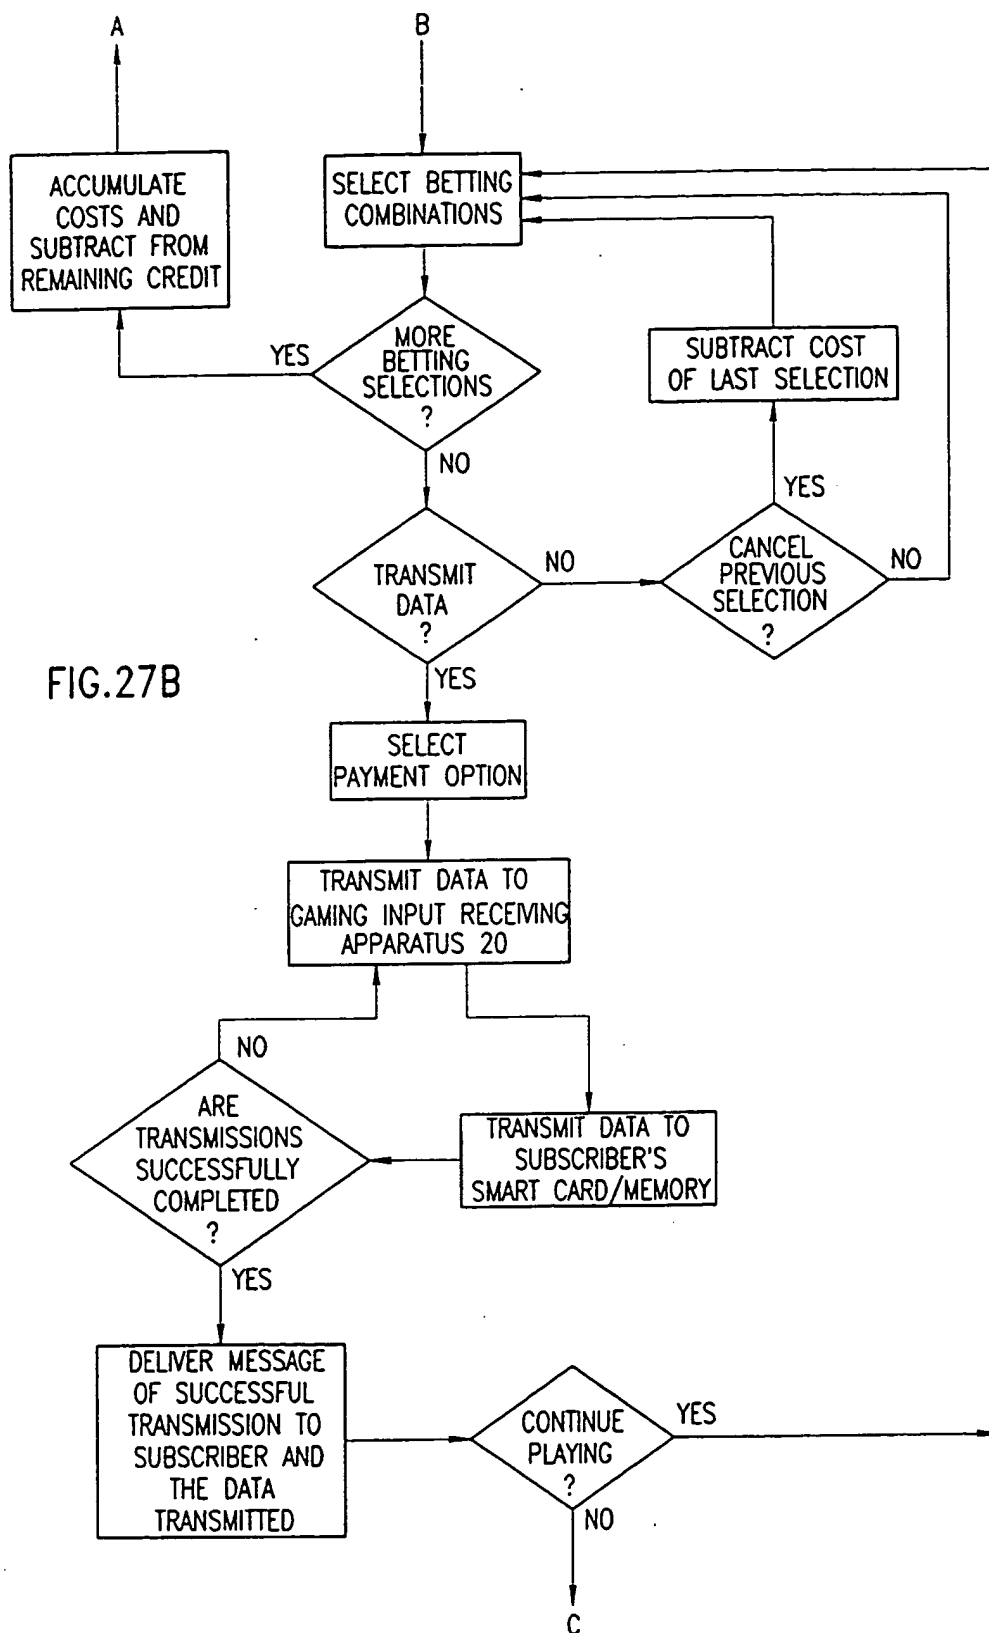 A
B
ACCUMULATE
COSTS AND
SUBTRACT FROM
REMAINING CREDIT
SELECT BETTING
COMBINATIONS
YES
MORE
BETTING
SELECTIONS
?
SUBTRACT COST
OF LAST SELECTION
NO
YES
TRANSMIT
DATA
?
NO
CANCEL
PREVIOUS
SELECTION
?
NO
FIG.27B
YES
SELECT
PAYMENT OPTION
TRANSMIT DATA TO
GAMING INPUT RECEIVING
APPARATUS 20
NO
ARE
TRANSMISSIONS
SUCCESSFULLY
COMPLETED
?
TRANSMIT DATA TO
SUBSCRIBER'S
SMART CARD/MEMORY
YES
DELIVER MESSAGE
OF SUCCESSFUL
TRANSMISSION TO
SUBSCRIBER AND
THE DATA
TRANSMITTED
CONTINUE
PLAYING
?
YES
NO
C